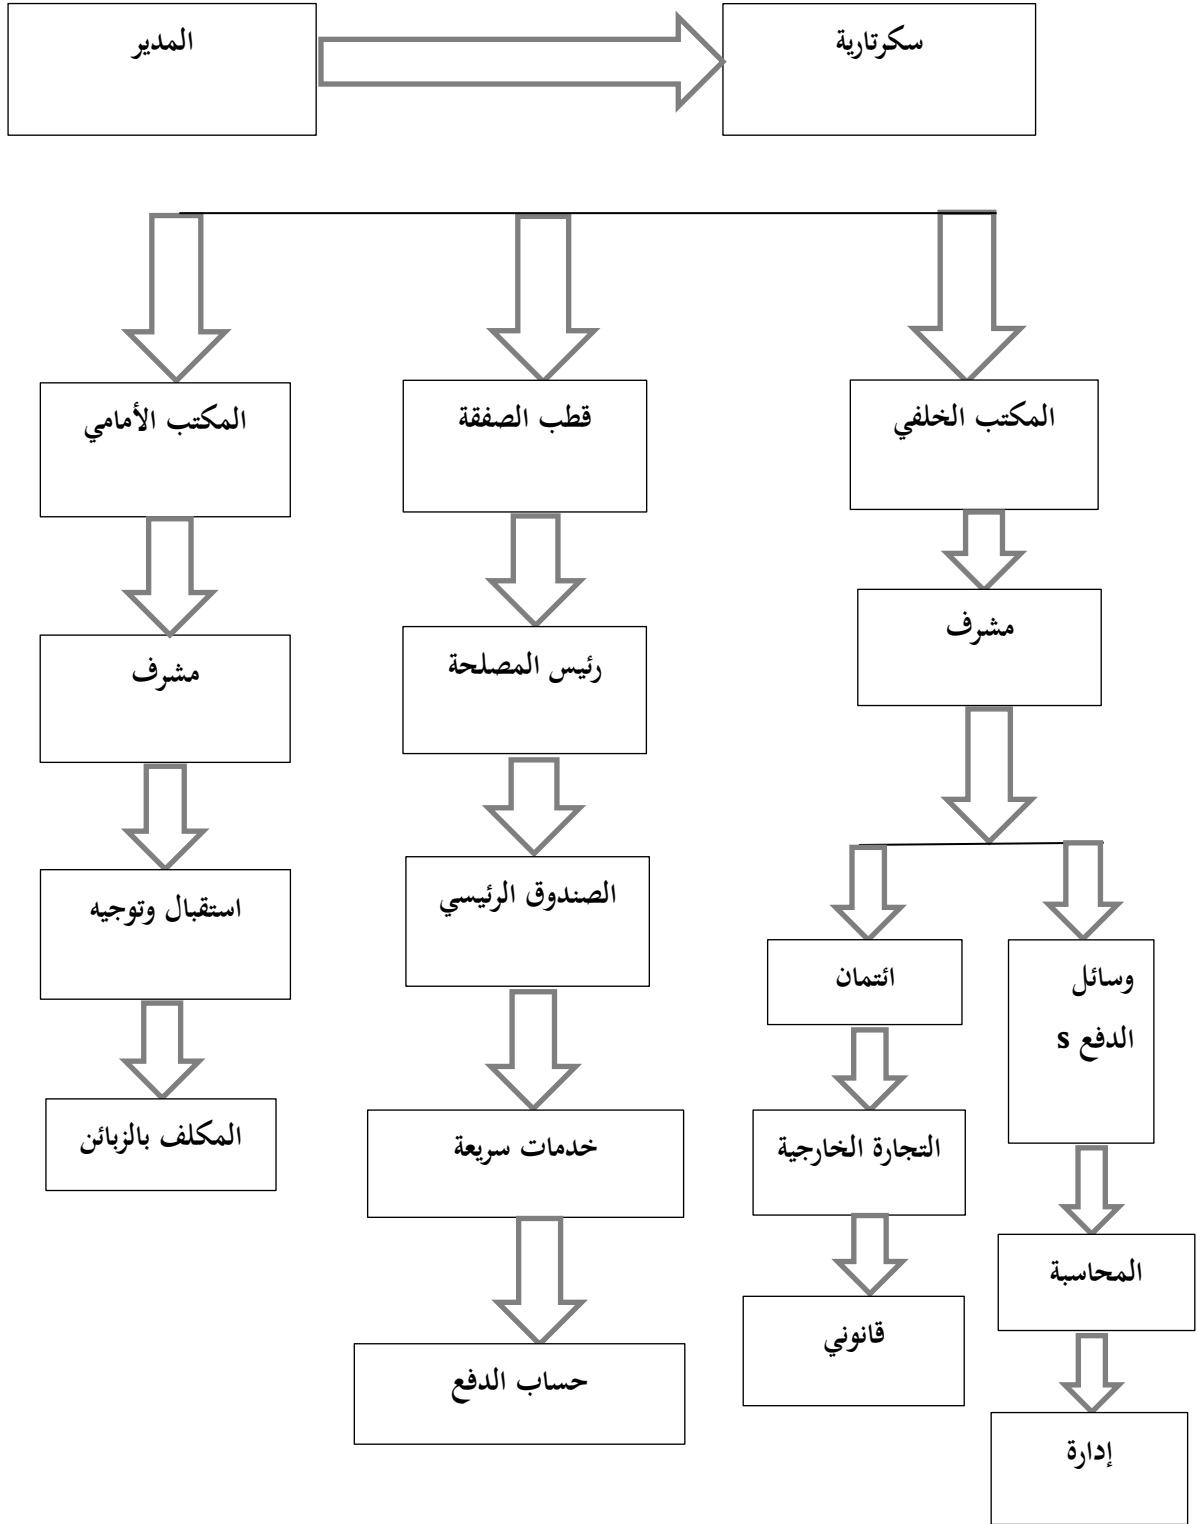 المدير
سكرتارية
المكتب الخلفي
قطب الصفقة
المكتب الأمامي
مشرف
رئيس المصلحة
مشرف
الصندوق الرئيسي
استقبال وتوجيه
وسائل
الدفع s
ائتمان
المكلف بالزبائن
خدمات سريعة
التجارة الخارجية
المحاسبة
قانوني
حساب الدفع
إدارة